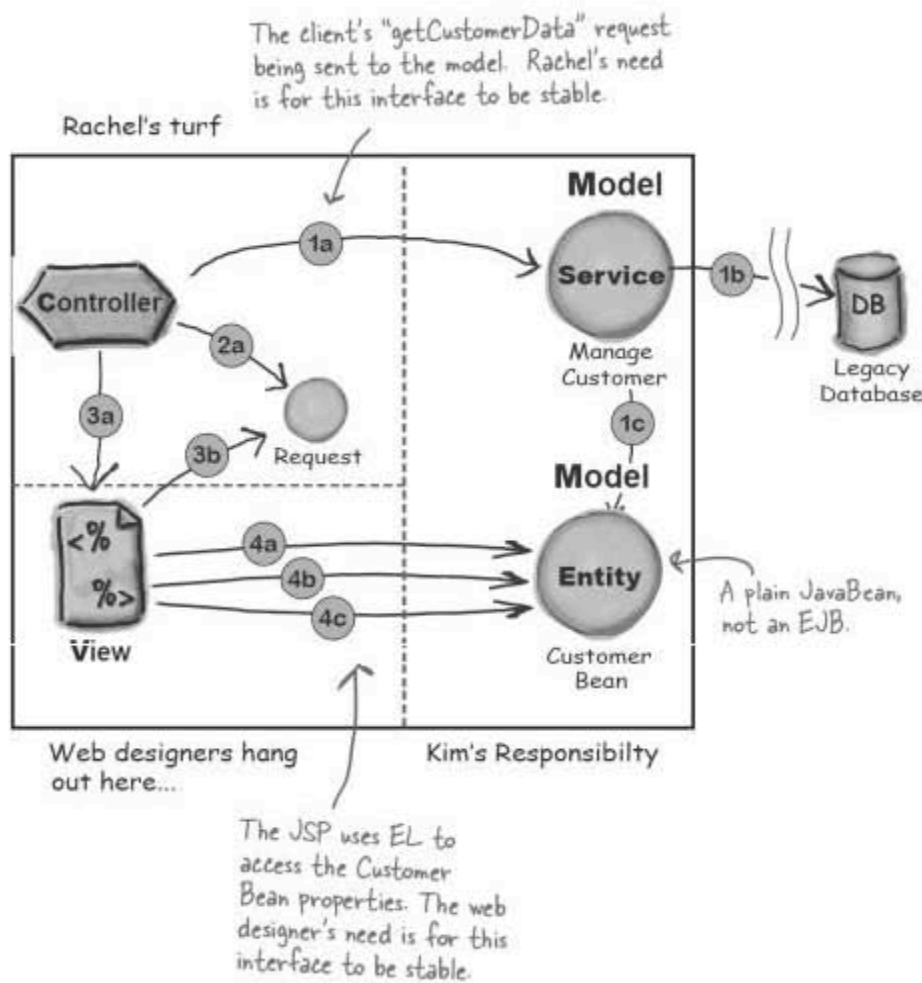 The client's "getCustomerData" request
being sent to the model. Rachel's need
is for this interface to be stable.
Rachel's turf
Model
1a
Service
1b
DB
Controller
2a
Manage
Customer
Legacy
Database
3a
1c
3b
Request
Model
<%
%>
4a
4b
4c
Entity
A plain JavaBean,
not an EJB.
View
Customer
Bean
Web designers hang
out here...
Kim's Responsibilty
The JSP uses EL to
access the Customer
Bean properties. The web
designer's need is for this
interface to be stable.